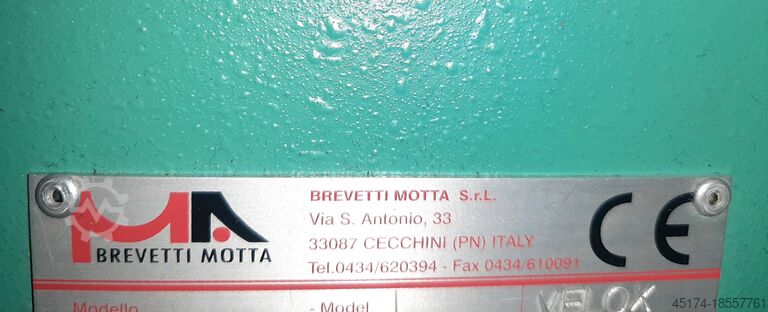 BREVETTI MOTTA
BREVETTI MOTTA S.r.L.
Via S. Antonio, 33
33087 CECCHINI (PN) ITALY
Tel.0434/620394 - Fax 0434/610091
CE
Modello - Model VELOX
45174-18557761